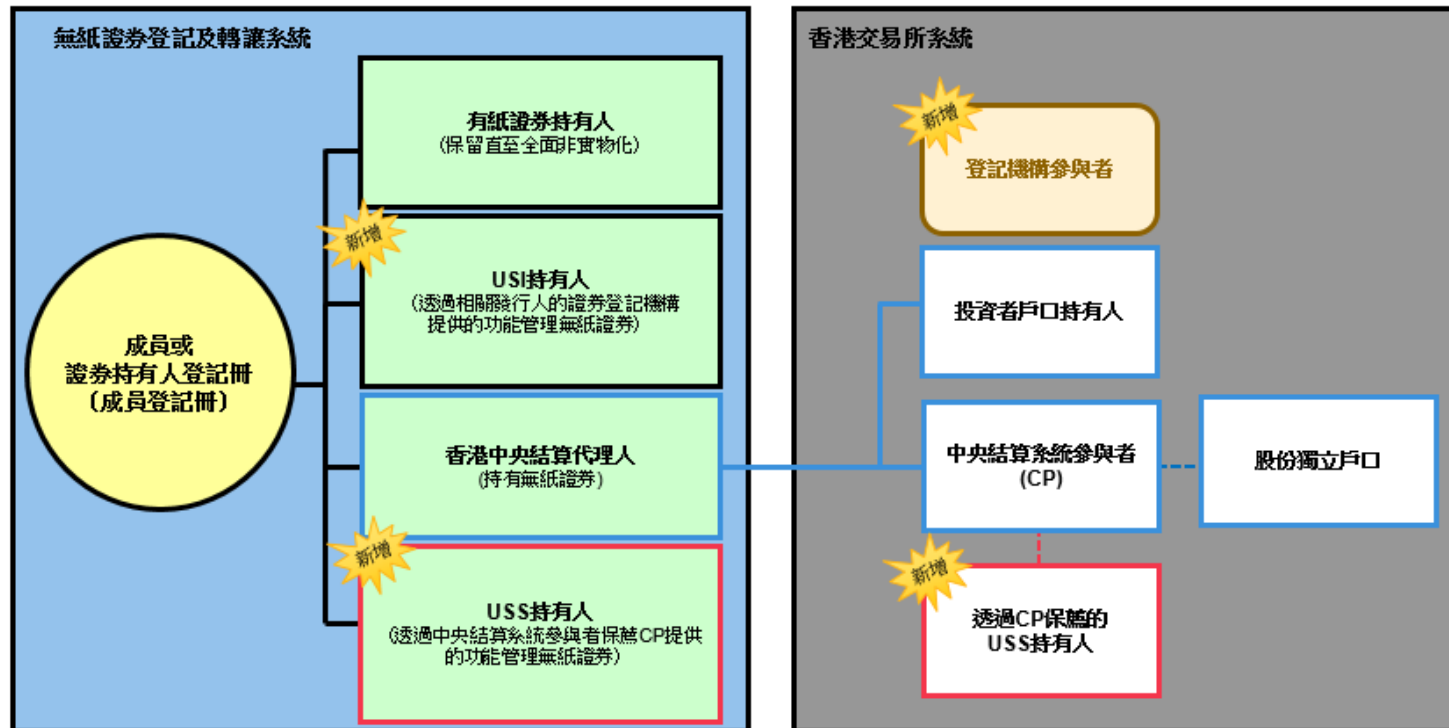 無紙證券登記及轉讓系統
有紙證券持有人
(保留直至全面非實物化)
新增
USI持有人
(透過相關發行人的證券登記機構
提供的功能管理無紙證券)
成員或
證券持有人登記冊
(成員登記冊)
香港中央結算代理人
(持有無紙證券)
新增
USS持有人
(透過中央結算系統參與者保薦CP提供
的功能管理無紙證券)
香港交易所系統
新增
登記機構參與者
投資者戶口持有人
中央結算系統參與者
(CP)
股份獨立戶口
新增
透過CP保薦的
USS持有人